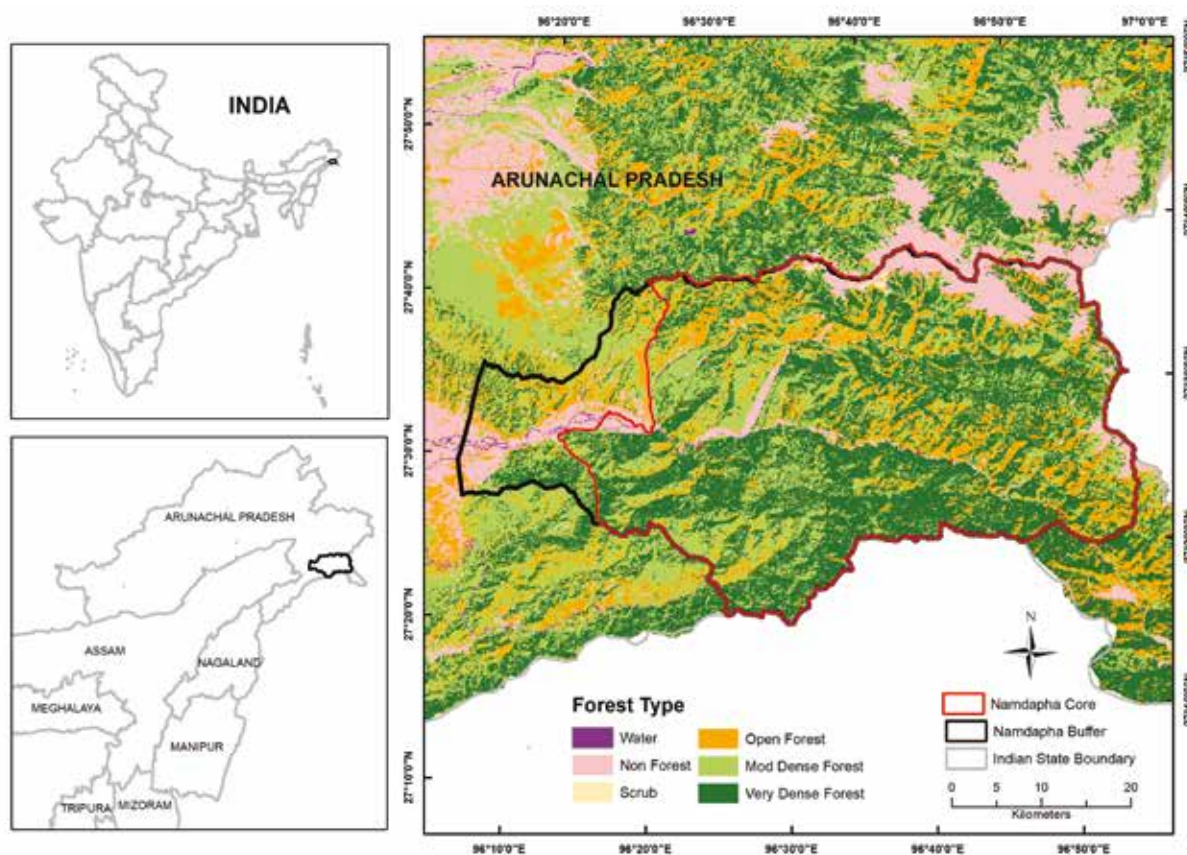 INDIA
ARUNACHAL PRADESH
ASSAM
NAGALAND
MEGHALAYA
MANIPUR
TRIPURA
MIZORAM
96°20'0"E 96°30'0"E 96°40'0"E 96°50'0"E 97°0'0"E
27°50'0"N
27°40'0"N
27°30'0"N
27°20'0"N
27°10'0"N
ARUNACHAL PRADESH
N
Forest Type
Water
Non Forest
Scrub
Open Forest
Mod Dense Forest
Very Dense Forest
Namdapha Core
Namdapha Buffer
Indian State Boundary
0 5 10 20
Kilometers
96°10'0"E 96°20'0"E 96°30'0"E 96°40'0"E 96°50'0"E